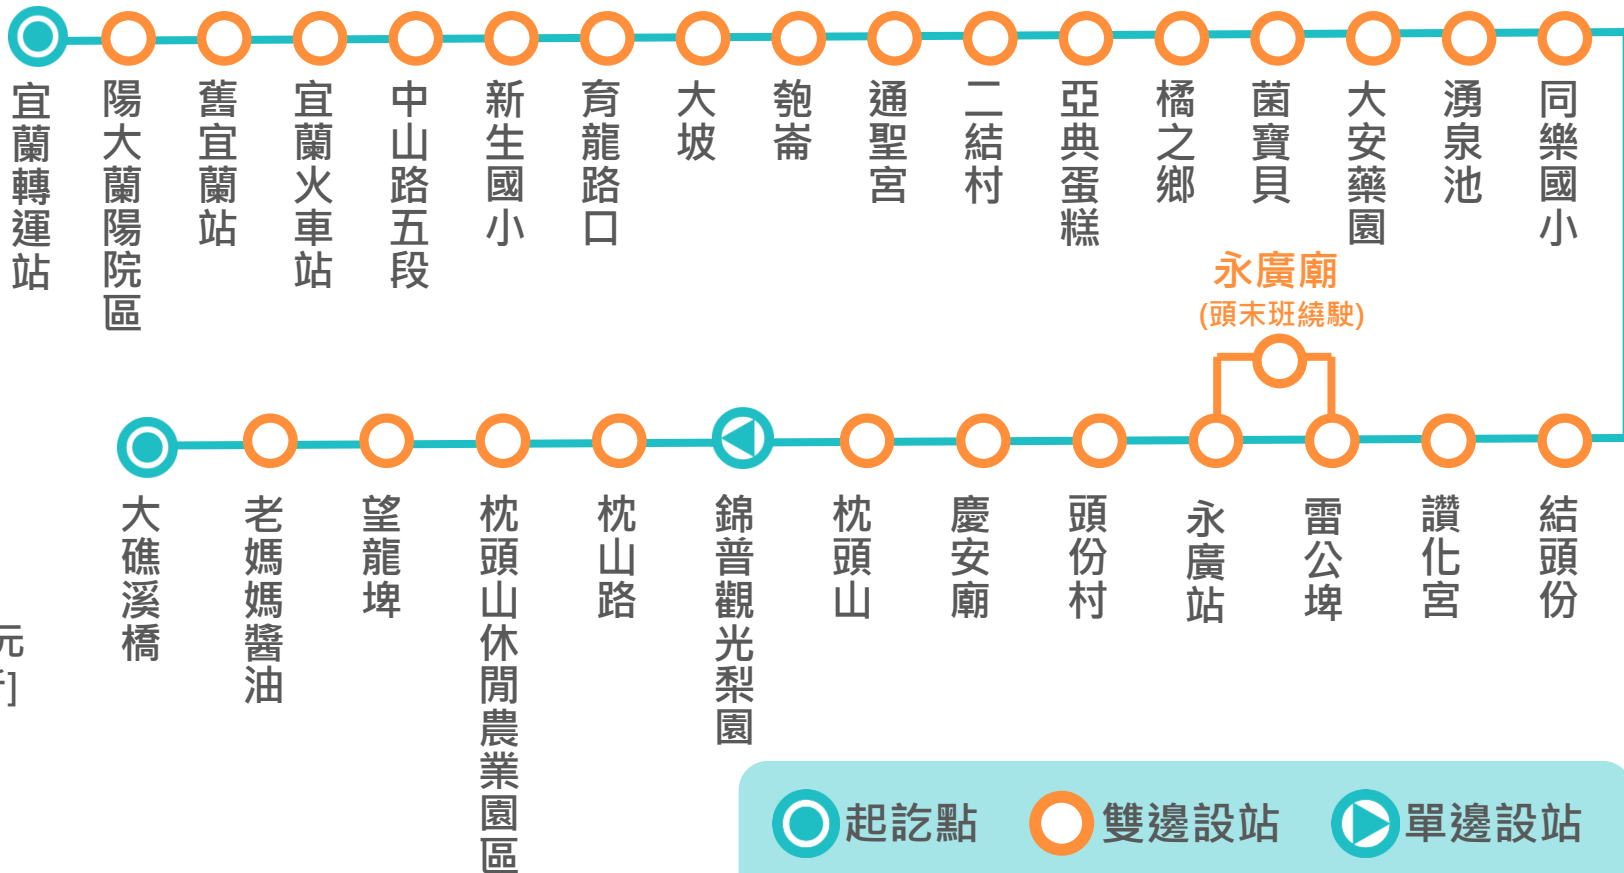 宜蘭轉運站
陽大蘭陽院區
舊宜蘭站
宜蘭火車站
中山路五段
新生國小
育龍路口
大坡
匏崙
通聖宮
二結村
亞典蛋糕
橘之鄉
菌寶貝
大安藥園
湧泉池
同樂國小
永廣廟
(頭末班繞駛)
大礁溪橋
老媽媽醬油
望龍埤
枕頭山休閒農業園區
枕山路
錦普觀光梨園
枕頭山
慶安廟
頭份村
永廣站
雷公埤
讚化宮
結頭份
元
]
起訖點
雙邊設站
單邊設站